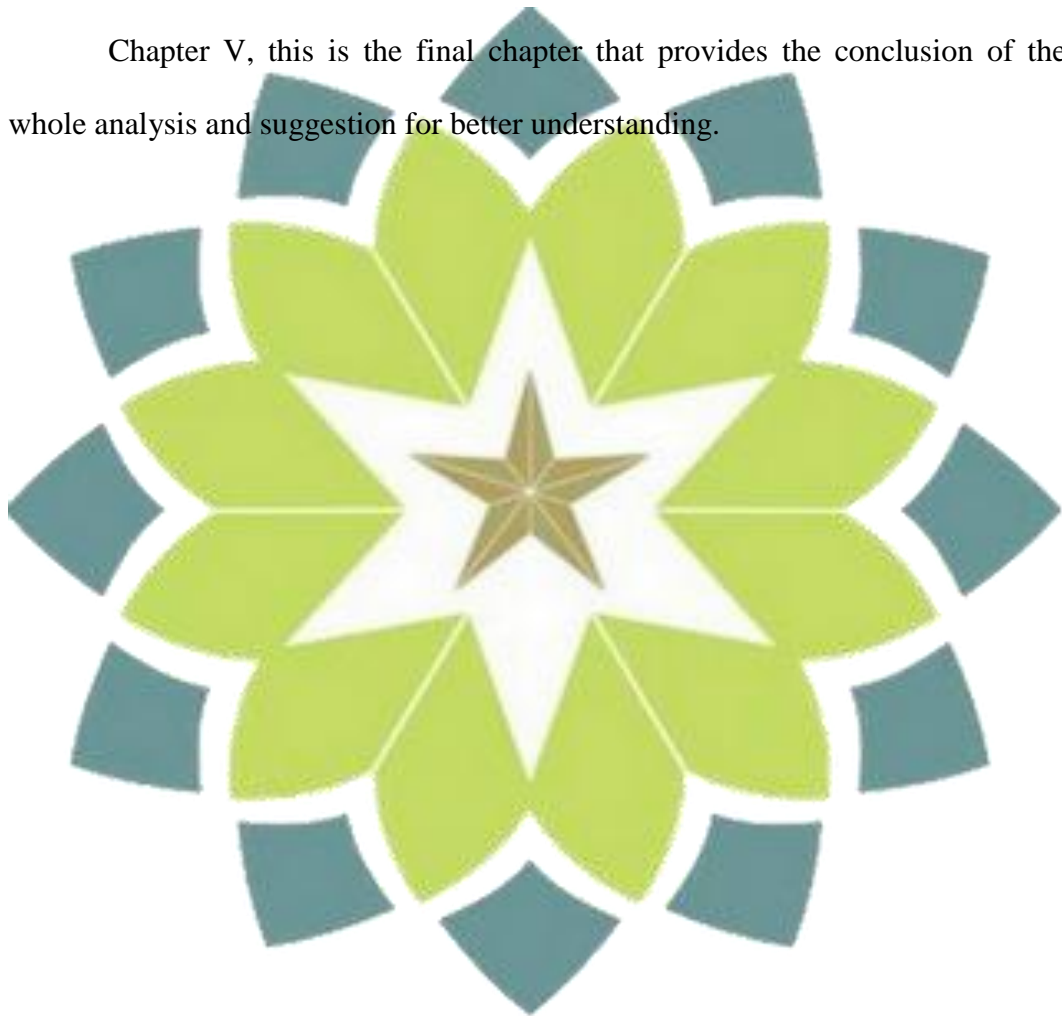 Chapter V, this is the final chapter that provides the conclusion of the
whole analysis and suggestion for better understanding.